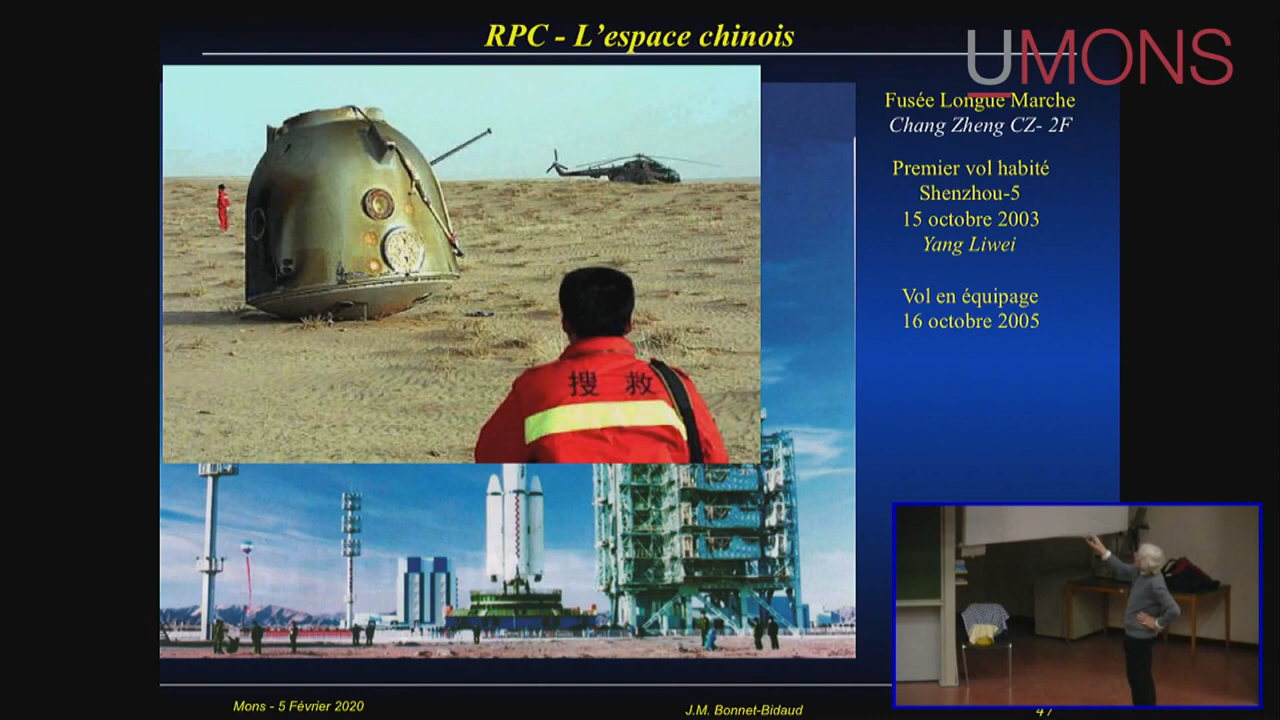 RPC - L'espace chinois
UMONS
Fusée Longue Marche
Chang Zheng CZ- 2F
Premier vol habité
Shenzhou-5
15 octobre 2003
Yang Liwei
Vol en équipage
16 octobre 2005
搜 救
Mons - 5 Février 2020
J.M. Bonnet-Bidaud